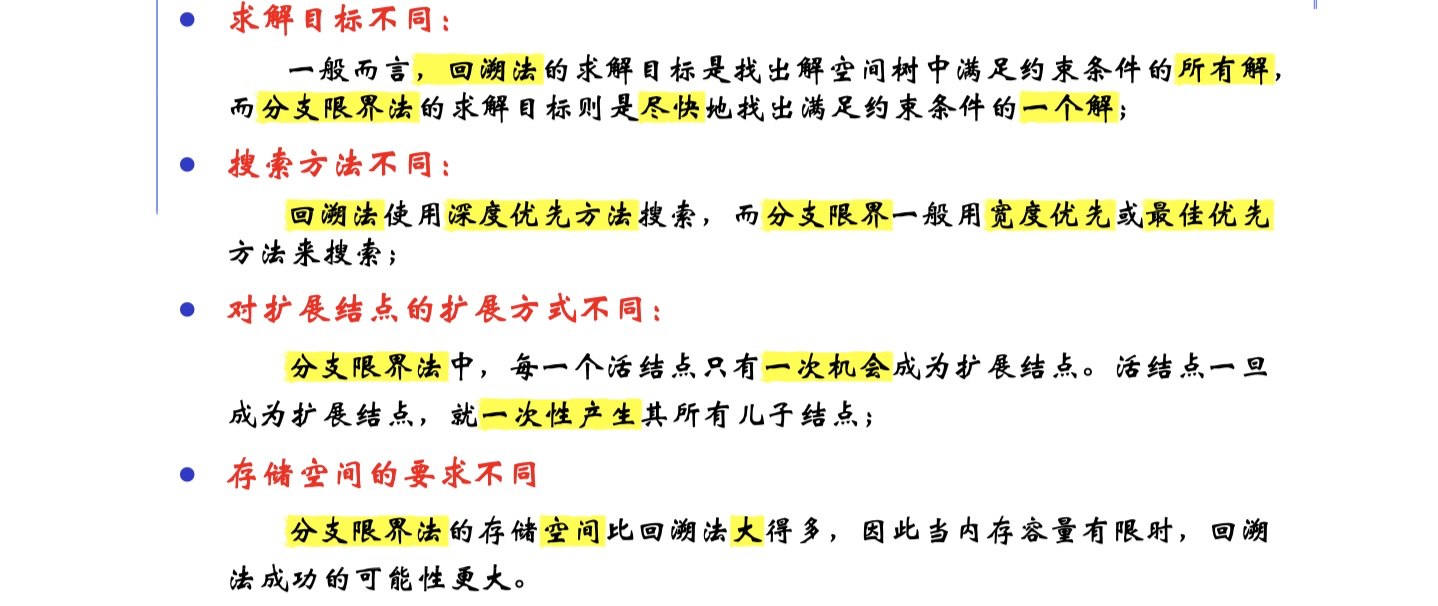 ● 求解目标不同：
一般而言，回溯法的求解目标是找出解空间树中满足约束条件的所有解，
而分支限界法的求解目标则是尽快地找出满足约束条件的一个解；
● 搜索方法不同：
回溯法使用深度优先方法搜索，而分支限界一般用宽度优先或最佳优先
方法来搜索；
● 对扩展结点的扩展方式不同：
分支限界法中，每一个活结点只有一次机会成为扩展结点。活结点一旦
成为扩展结点，就一次性产生其所有儿子结点；
● 存储空间的要求不同
分支限界法的存储空间比回溯法大得多，因此当内存容量有限时，回溯
法成功的可能性更大。